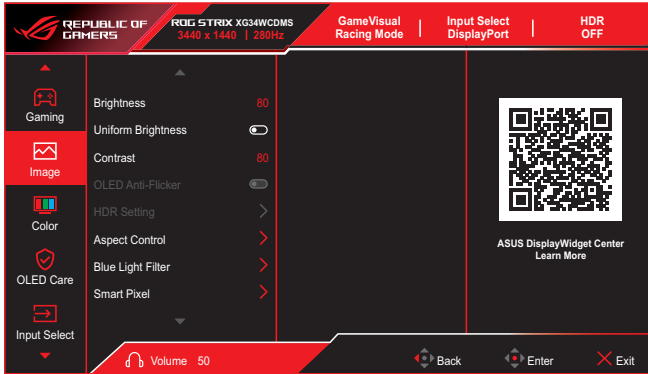 REPUBLIC OF
GAMERS
ROG STRIX XG34WCDMS
3440 x 1440 | 280Hz
GameVisual
Racing Mode
Input Select
DisplayPort
HDR
OFF
Gaming
Image
Color
OLED Care
Input Select
Brightness 80
Uniform Brightness
Contrast 80
OLED Anti-Flicker
HDR Setting
Aspect Control
Blue Light Filter
Smart Pixel
ASUS DisplayWidget Center
Learn More
Volume 50
Back
Enter
Exit